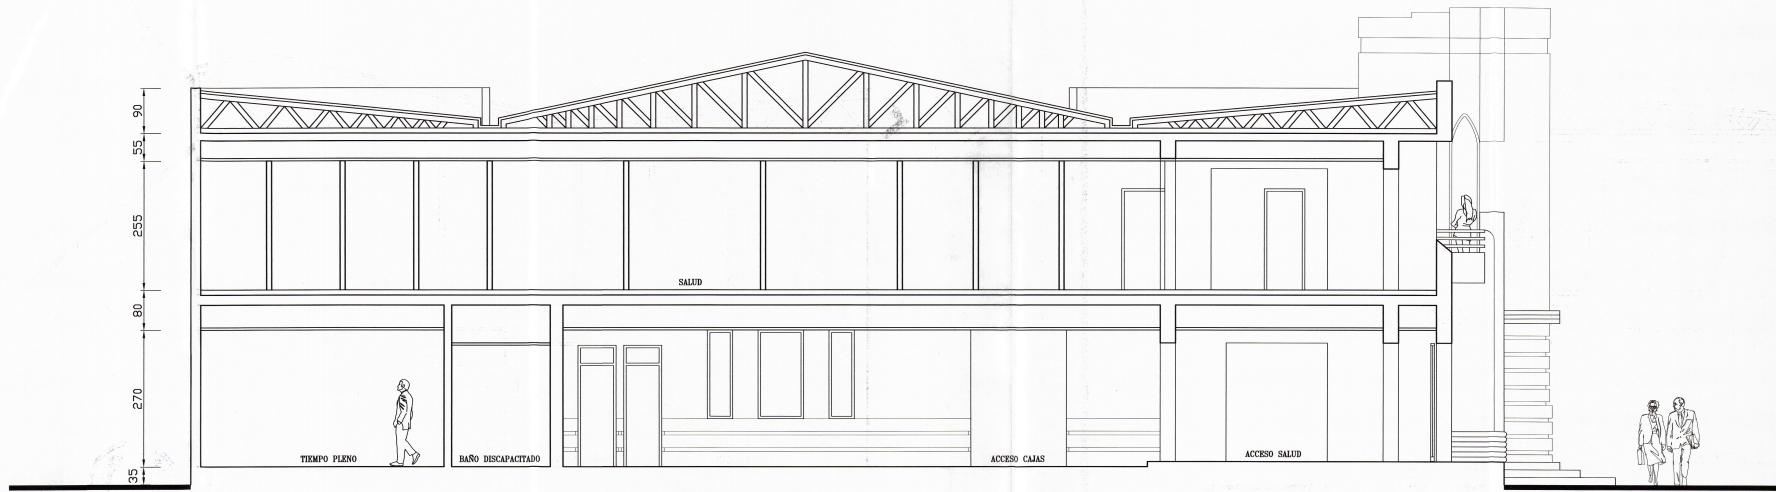 90
55
255
SALUD
80
270
TIEMPO PLENO
BAÑO DISCAPACITADO
ACCESO CAJAS
ACCESO SALUD
35